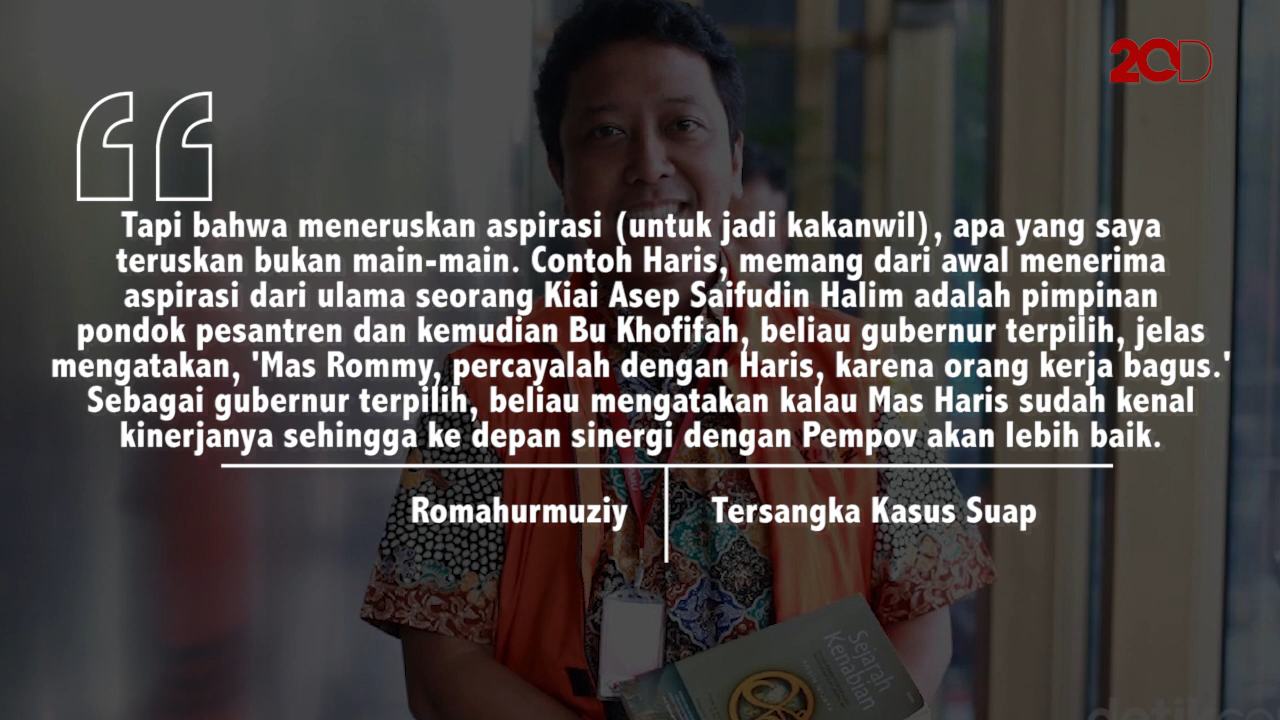 20D
Tapi bahwa meneruskan aspirasi (untuk jadi kakanwil), apa yang saya
teruskan bukan main-main. Contoh Haris, memang dari awal menerima
aspirasi dari ulama seorang Kiai Asep Saifudin Halim adalah pimpinan
pondok pesantren dan kemudian Bu Khofifah, beliau gubernur terpilih, jelas
mengatakan, 'Mas Rommy, percayalah dengan Haris, karena orang kerja bagus.'
Sebagai gubernur terpilih, beliau mengatakan kalau Mas Haris sudah kenal
kinerjanya sehingga ke depan sinergi dengan Pempov akan lebih baik.
Romahurmuziy
Tersangka Kasus Suap
Sejarah
Kenabian